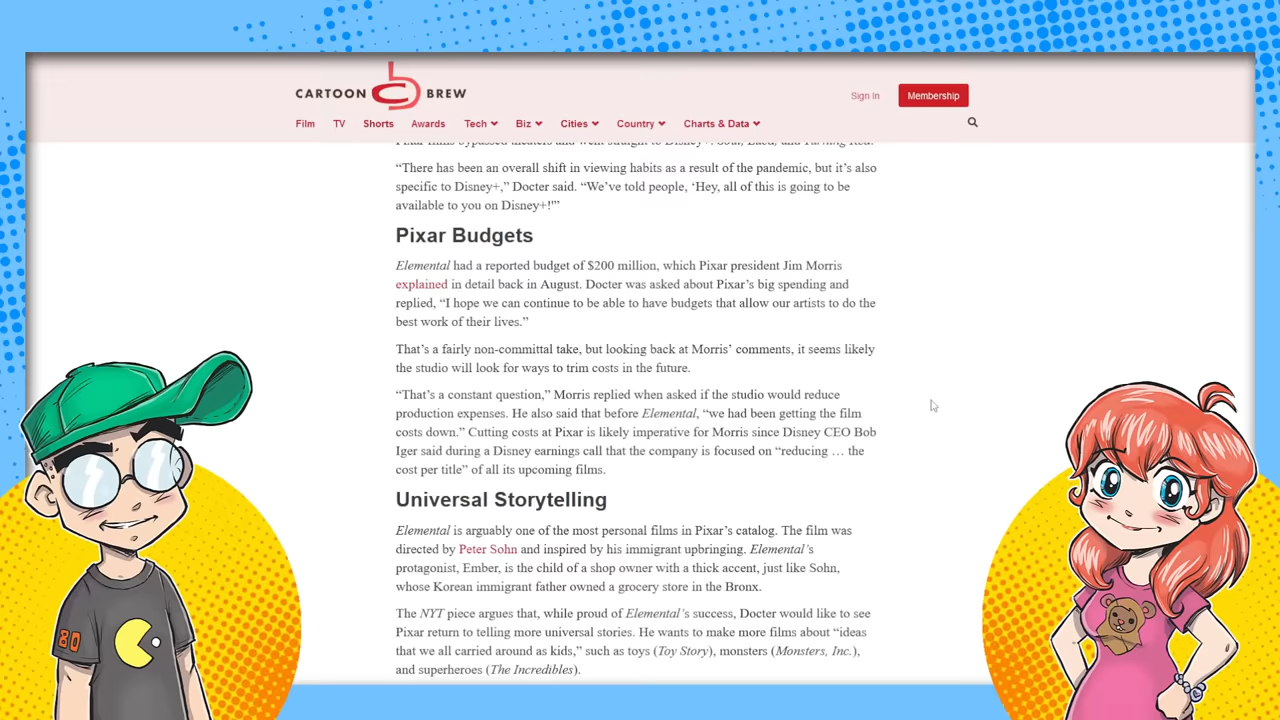 CARTOON BREW
Sign In
Membership
Film TV Shorts Awards Tech Biz Cities Country Charts & Data
Pixar films bypassed theaters and went straight to Disney+: Soul, Luca, and Turning Red.
“There has been an overall shift in viewing habits as a result of the pandemic, but it’s also
specific to Disney+,” Docter said. “We’ve told people, ‘Hey, all of this is going to be
available to you on Disney+!’”
Pixar Budgets
Elemental had a reported budget of $200 million, which Pixar president Jim Morris
explained in detail back in August. Docter was asked about Pixar’s big spending and
replied, “I hope we can continue to be able to have budgets that allow our artists to do the
best work of their lives.”
That’s a fairly non-committal take, but looking back at Morris’ comments, it seems likely
the studio will look for ways to trim costs in the future.
“That’s a constant question,” Morris replied when asked if the studio would reduce
production expenses. He also said that before Elemental, “we had been getting the film
costs down.” Cutting costs at Pixar is likely imperative for Morris since Disney CEO Bob
Iger said during a Disney earnings call that the company is focused on “reducing … the
cost per title” of all its upcoming films.
Universal Storytelling
Elemental is arguably one of the most personal films in Pixar’s catalog. The film was
directed by Peter Sohn and inspired by his immigrant upbringing. Elemental’s
protagonist, Ember, is the child of a shop owner with a thick accent, just like Sohn,
whose Korean immigrant father owned a grocery store in the Bronx.
The NYT piece argues that, while proud of Elemental’s success, Docter would like to see
Pixar return to telling more universal stories. He wants to make more films about “ideas
that we all carried around as kids,” such as toys (Toy Story), monsters (Monsters, Inc.),
and superheroes (The Incredibles).
80